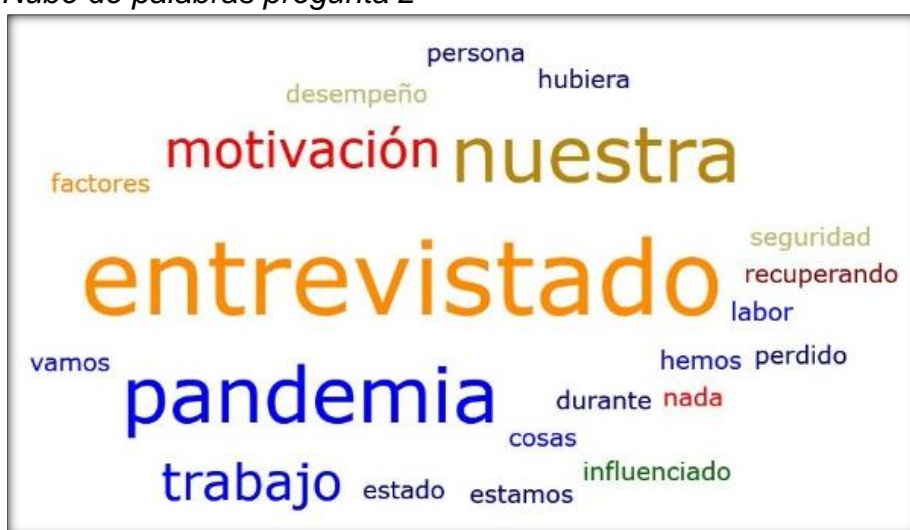 Nube de palabras pregunta 2
persona
hubiera
desempeño
motivación nuestra
factores
entrevistado
seguridad
recuperando
labor
vamos
pandemia
hemos perdido
durante nada
cosas
trabajo
estado
estamos
influenciado